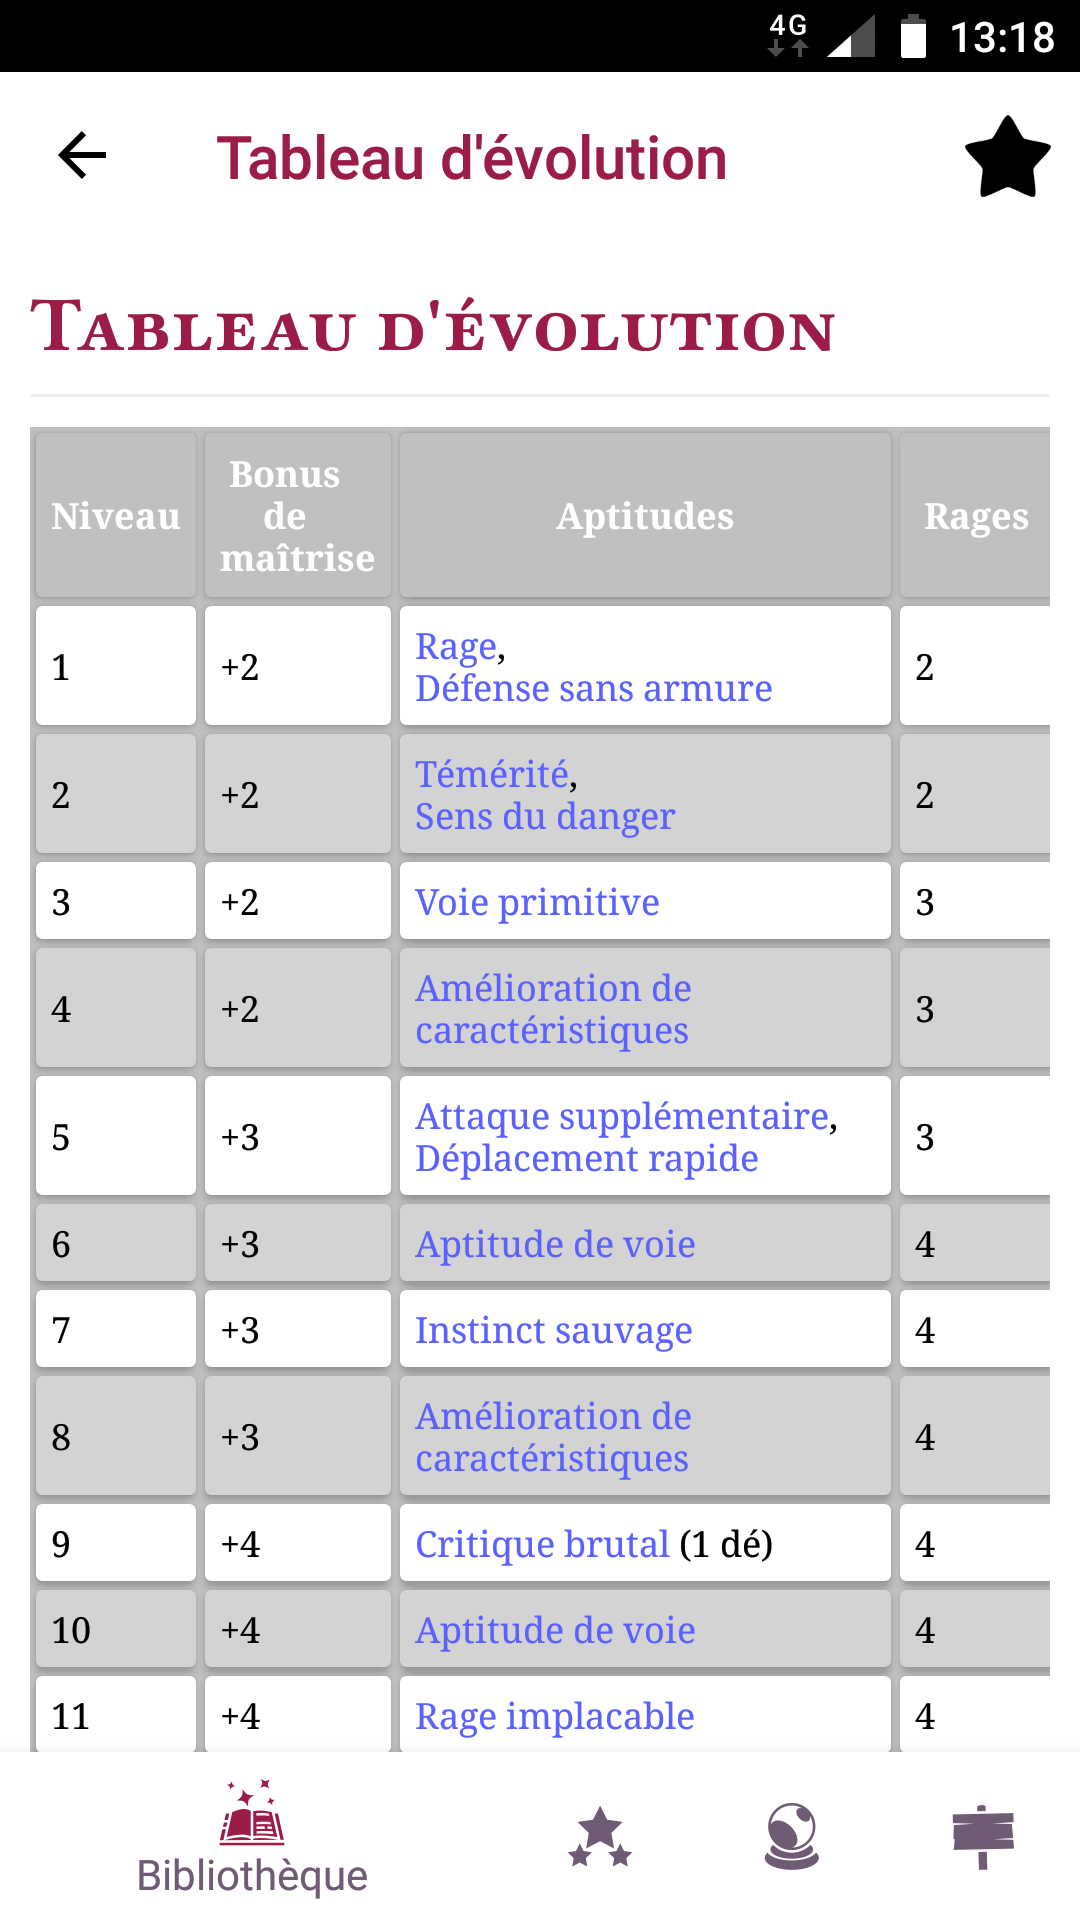 4G 13:18
Tableau d'évolution
Tableau d'évolution
Niveau Bonus de maîtrise Aptitudes Rages
1 +2 Rage, Défense sans armure 2
2 +2 Témérité, Sens du danger 2
3 +2 Voie primitive 3
4 +2 Amélioration de caractéristiques 3
5 +3 Attaque supplémentaire, Déplacement rapide 3
6 +3 Aptitude de voie 4
7 +3 Instinct sauvage 4
8 +3 Amélioration de caractéristiques 4
9 +4 Critique brutal (1 dé) 4
10 +4 Aptitude de voie 4
11 +4 Rage implacable 4
Bibliothèque